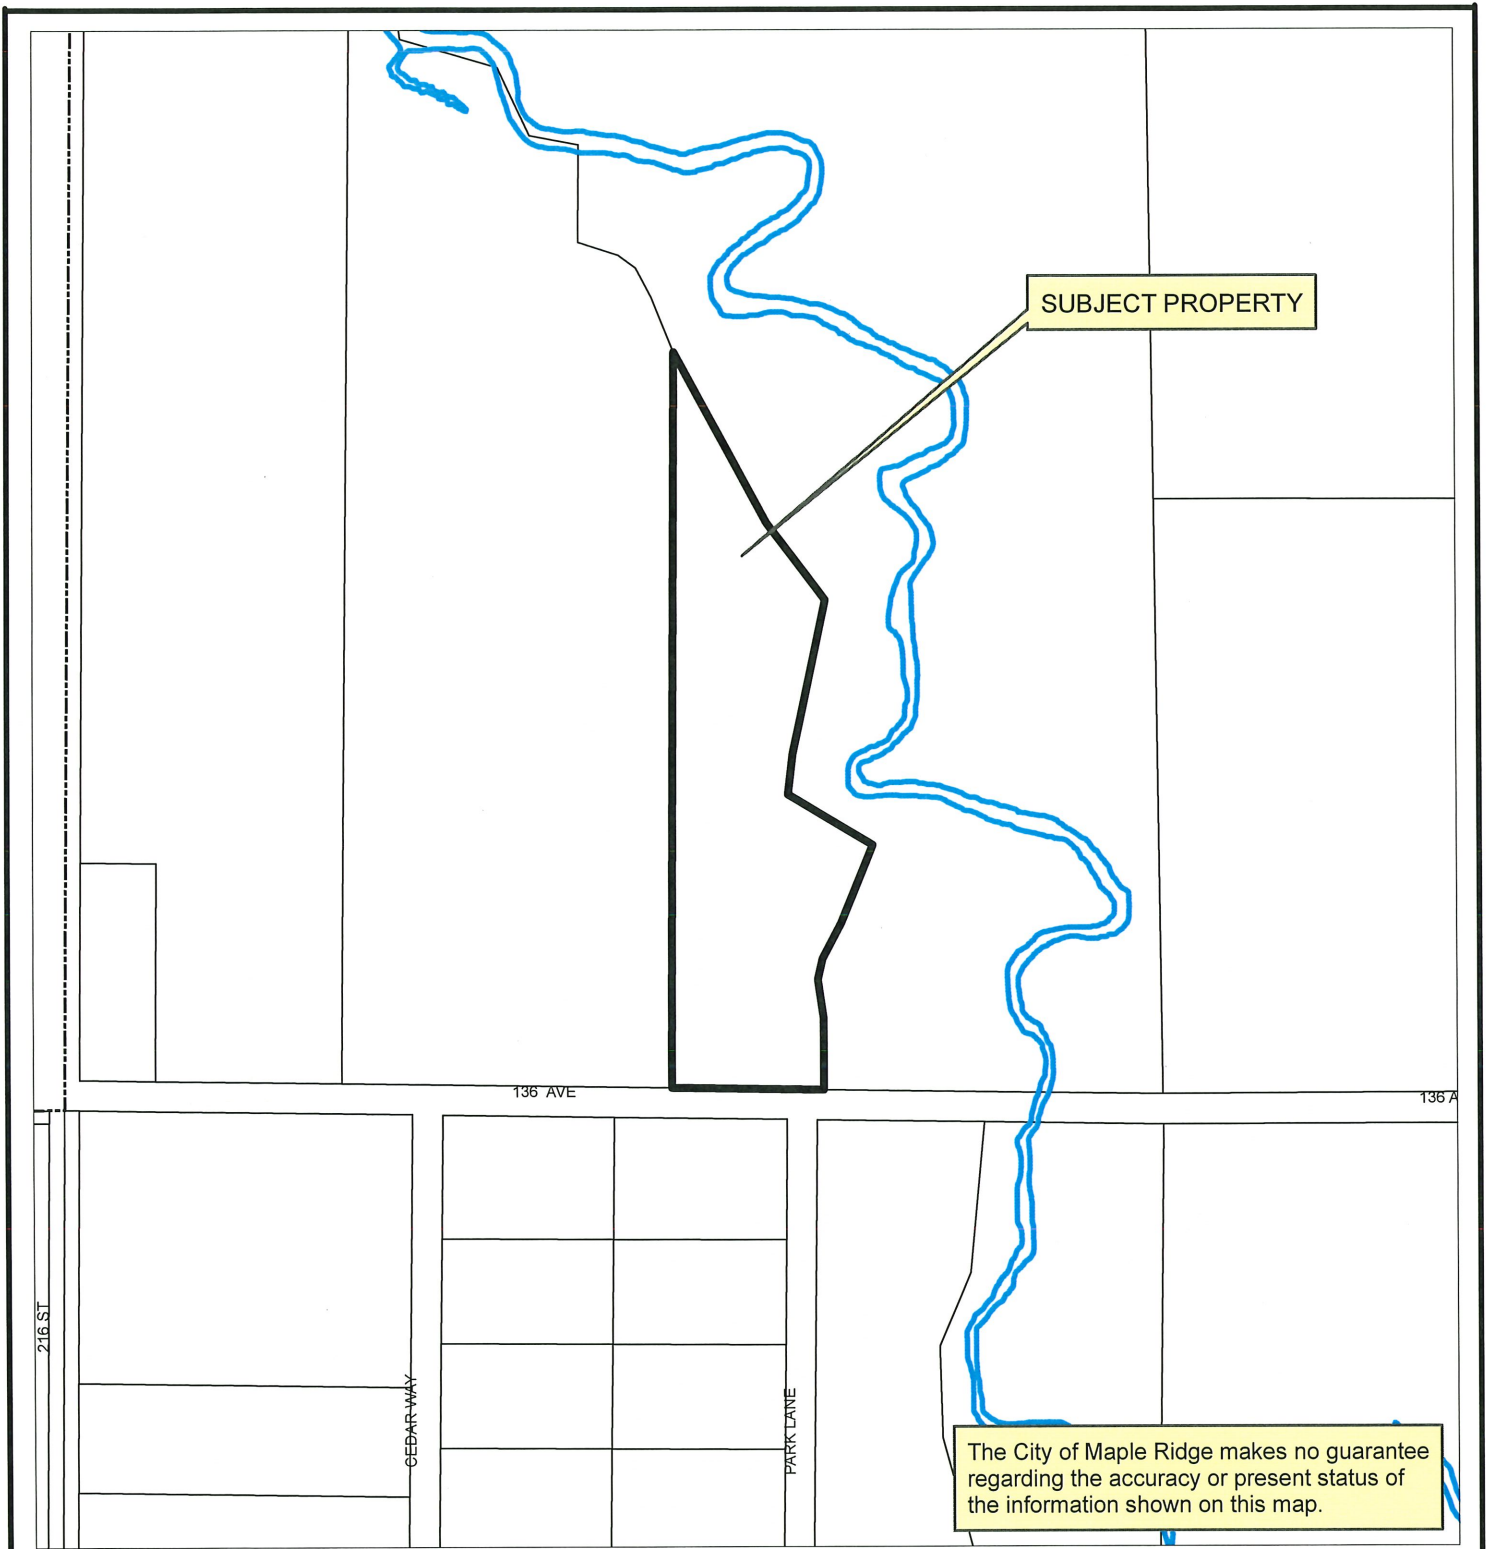 SUBJECT PROPERTY
136 AVE
136 A
216 ST
CEDAR WAY
PARK LANE
The City of Maple Ridge makes no guarantee
regarding the accuracy or present status of
the information shown on this map.